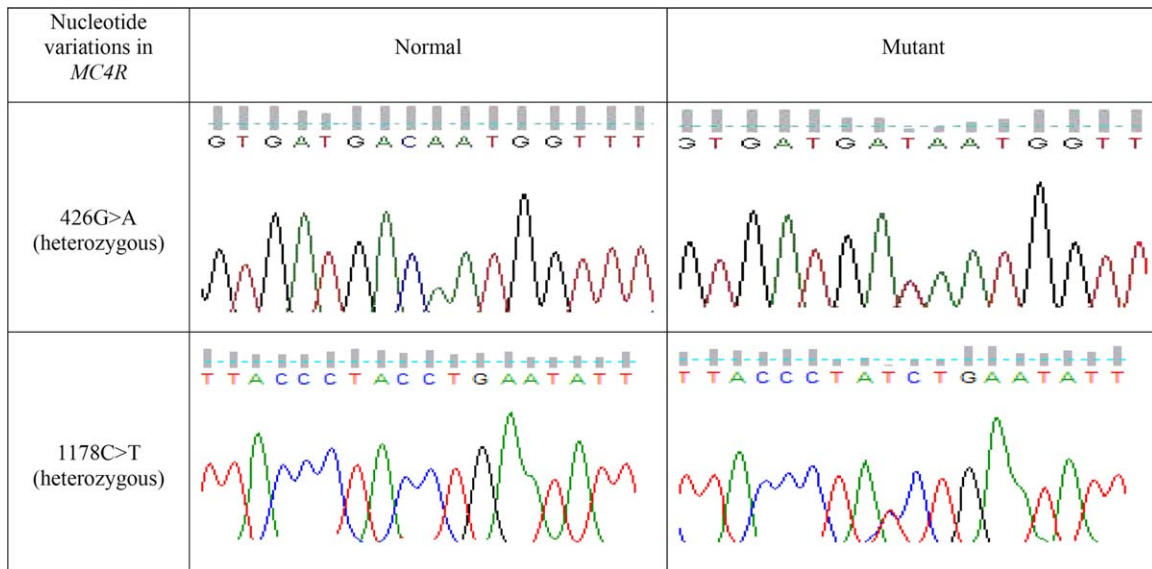 Nucleotide
variations in
MC4R
Normal
Mutant
426G>A
(heterozygous)
G T G A T G A C A A T G G T T T
G T G A T G A T A A T G G T T
1178C>T
(heterozygous)
T T A C C C T A C C T G A A T A T T
T T A C C C T A T C T G A A T A T T